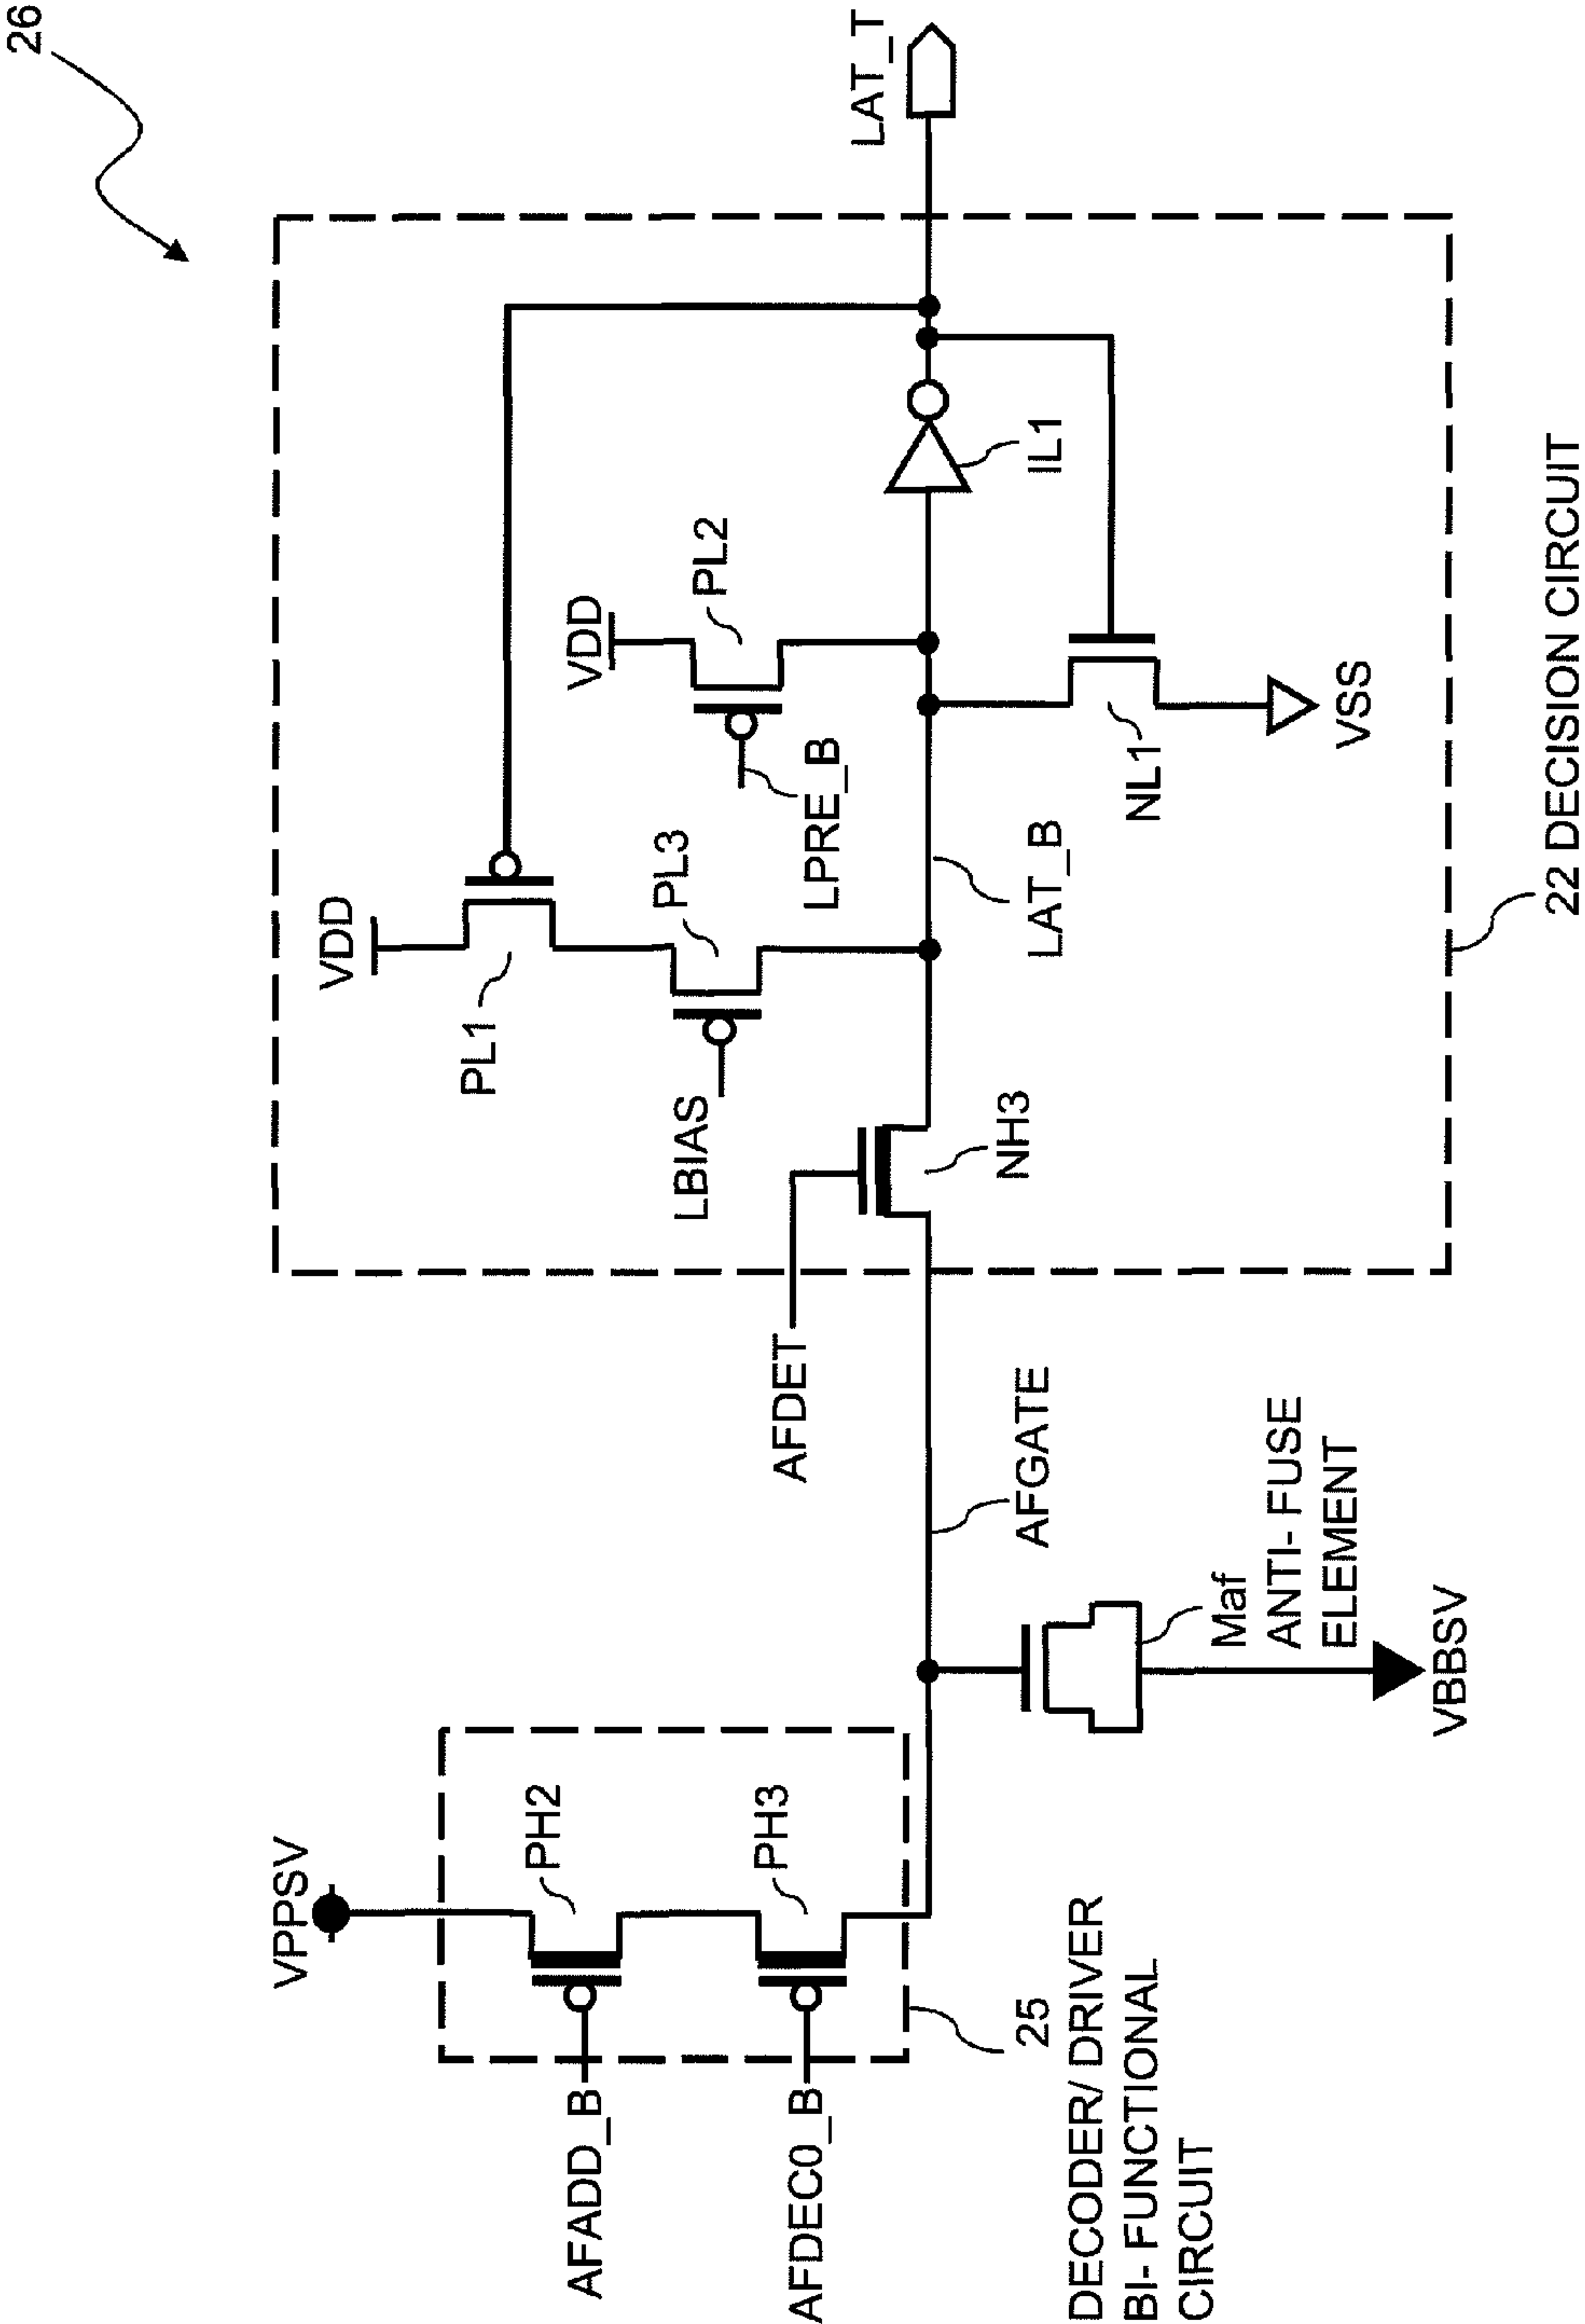 26
VPPSV
PH2
PH3
AFADD_B
AFDEC0_B
25
DECODER/ DRIVER
BI- FUNCTIONAL
CIRCUIT
Maf
ANTI- FUSE
ELEMENT
VBBSV
AFGATE
AFDET
NH3
LBIAS
VDD
PL1
PL3
LAT_B
VDD
PL2
LPRE_B
NL1
VSS
IL1
LAT_T
22 DECISION CIRCUIT